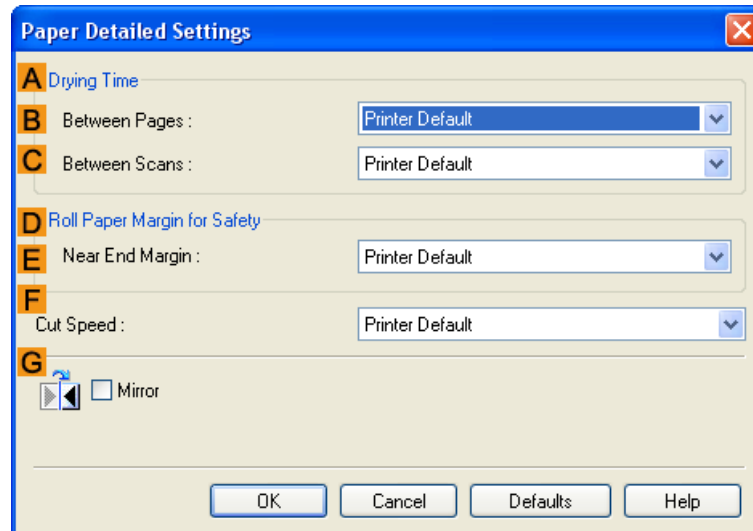 Paper Detailed Settings
A Drying Time
B Between Pages : Printer Default
C Between Scans : Printer Default
D Roll Paper Margin for Safety
E Near End Margin : Printer Default
F
Cut Speed : Printer Default
G
Mirror
OK Cancel Defaults Help